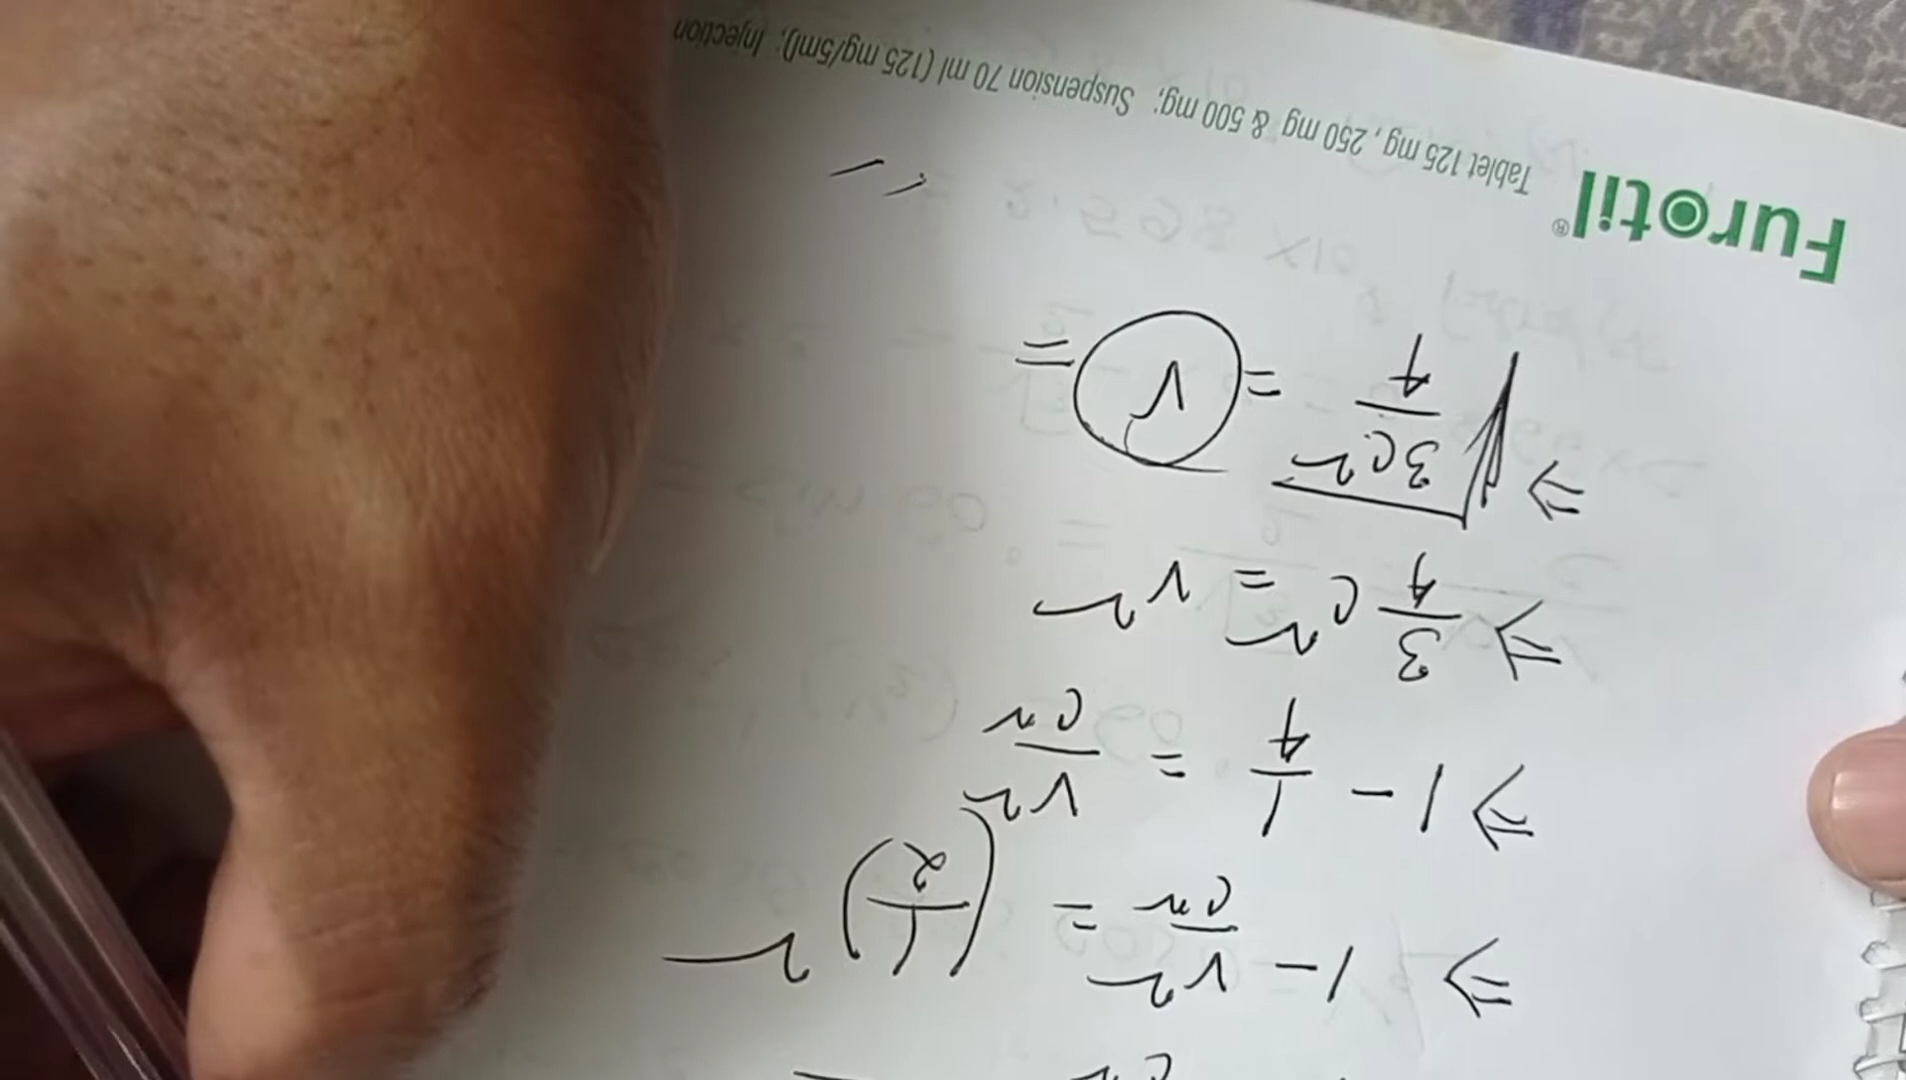 ⇒ 1 - v²/c² = (1/2)²
⇒ 1 - 1/4 = v²/c²
⇒ 3/4 c² = v²
⇒ √(3c²/4) = v =
Furotil® Tablet 125 mg, 250 mg & 500 mg; Suspension 70 ml (125 mg/5ml); Injection